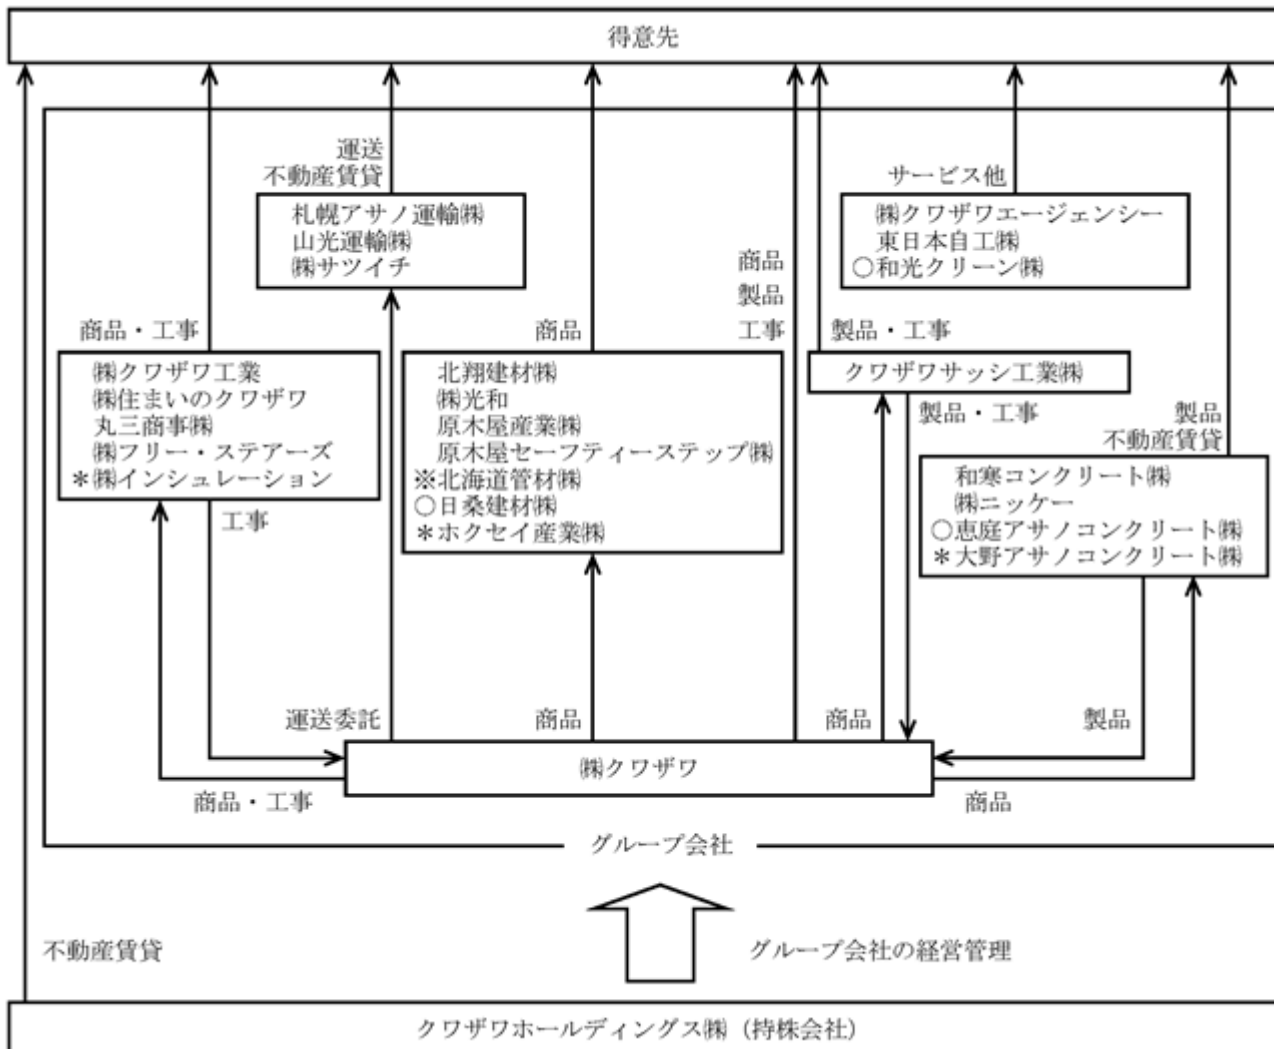 得意先
運送
不動産賃貸
札幌アサノ運輸㈱
山光運輸㈱
㈱サツイチ
サービス他
㈱クワザワエージェンシー
東日本自工㈱
○和光クリーン㈱
商品
製品
工事
商品・工事
㈱クワザワ工業
㈱住まいのクワザワ
丸三商事㈱
㈱フリー・ステアーズ
＊㈱インシュレーション
商品
北翔建材㈱
㈱光和
原木屋産業㈱
原木屋セーフティーステップ㈱
※北海道管材㈱
○日桑建材㈱
＊ホクセイ産業㈱
製品・工事
クワザワサッシ工業㈱
製品・工事
製品
不動産賃貸
和寒コンクリート㈱
㈱ニッケー
○恵庭アサノコンクリート㈱
＊大野アサノコンクリート㈱
工事
運送委託
商品
商品
製品
㈱クワザワ
商品・工事
商品
グループ会社
不動産賃貸
グループ会社の経営管理
クワザワホールディングス㈱（持株会社）